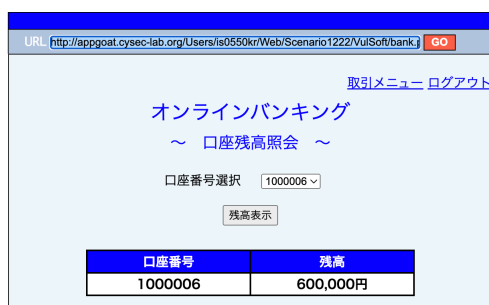 URL http://appgoat.cysec-lab.org/Users/is0550kr/Web/Scenario1222/VulSoft/bank.p GO
取引メニュー ログアウト
オンラインバンキング
～ 口座残高照会 ～
口座番号選択 1000006
残高表示
口座番号 残高
1000006 600,000円